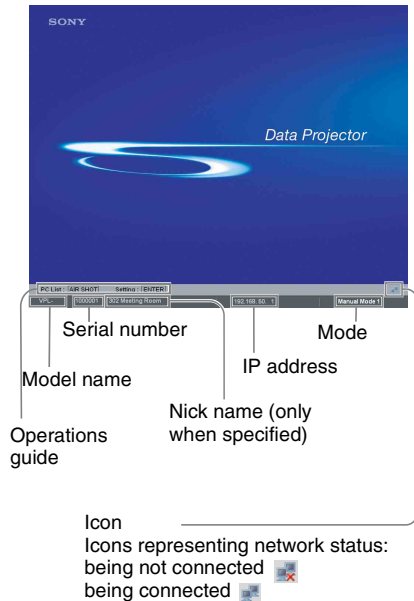 SONY
Data Projector
PC List : AIR SHOT Setting : ENTER
VPL- 1000001 302 Meeting Room 192.168. 50. 1 Manual Mode 1
Serial number
Mode
IP address
Model name
Nick name (only
when specified)
Operations
guide
Icon
Icons representing network status:
being not connected
being connected